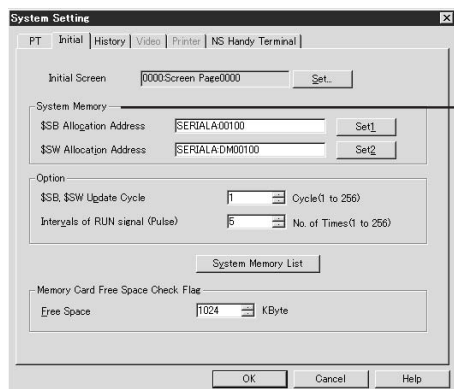 System Setting
PT Initial History Video Printer NS Handy Terminal
Initial Screen 0000:Screen Page0000 Set...
System Memory
$SB Allocation Address SERIALA:00100 Set1
$SW Allocation Address SERIALA:DM00100 Set2
Option
$SB, $SW Update Cycle 1 Cycle(1 to 256)
Intervals of RUN signal (Pulse) 5 No. of Times(1 to 256)
System Memory List
Memory Card Free Space Check Flag
Free Space 1024 KByte
OK Cancel Help